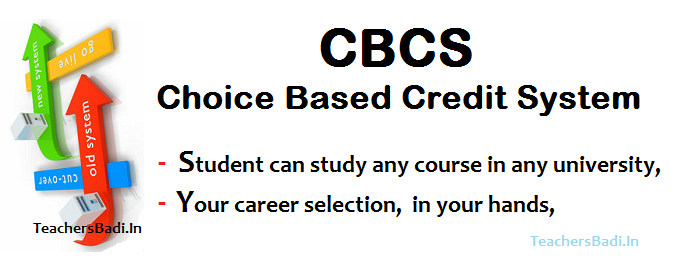 CBCS
Choice Based Credit System
- Student can study any course in any university,
- Your career selection, in your hands,
go live
new system
old system
cut-over
TeachersBadi.In
TeachersBadi.In